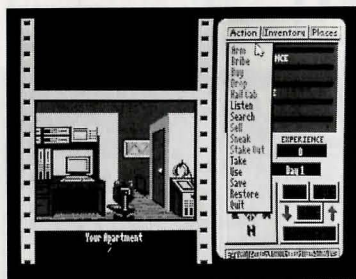 Action Inventory Places
Arm
Bribe
Buy
Drop
Hail Cab
Listen
Search
Sell
Sneak
Stake Out
Take
Use
Save
Restore
Quit
EXPERIENCE
0
Day 1
N
Your Apartment